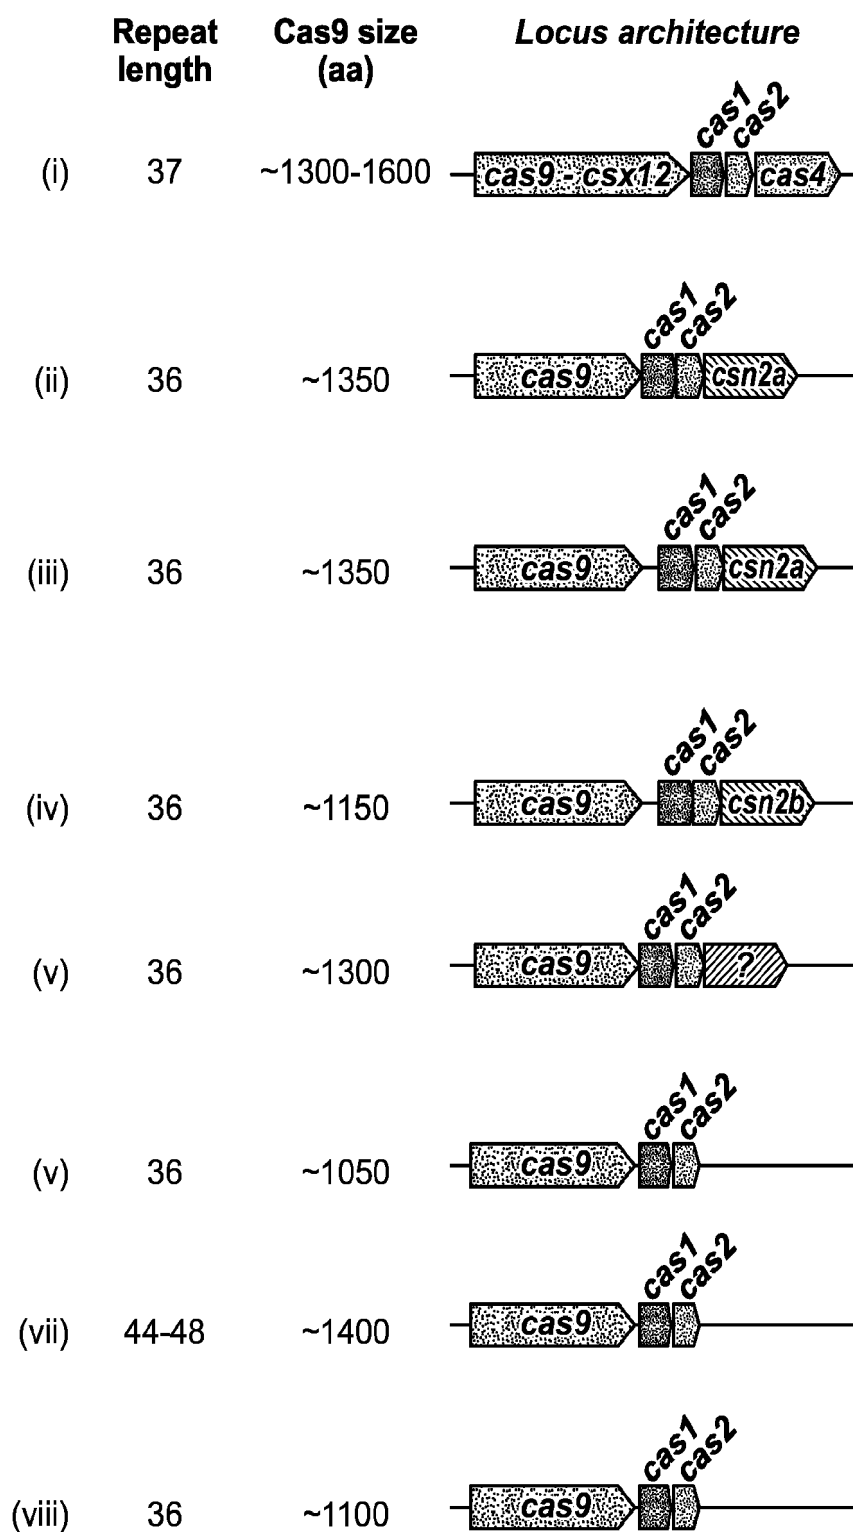 Repeat length Cas9 size (aa) Locus architecture
cas1 cas2
(i) 37 ~1300-1600 cas9 - csx12 cas4
cas1 cas2
(ii) 36 ~1350 cas9 csn2a
cas1 cas2
(iii) 36 ~1350 cas9 csn2a
cas1 cas2
(iv) 36 ~1150 cas9 csn2b
cas1 cas2
(v) 36 ~1300 cas9 ?
cas1 cas2
(v) 36 ~1050 cas9
cas1 cas2
(vii) 44-48 ~1400 cas9
cas1 cas2
(viii) 36 ~1100 cas9